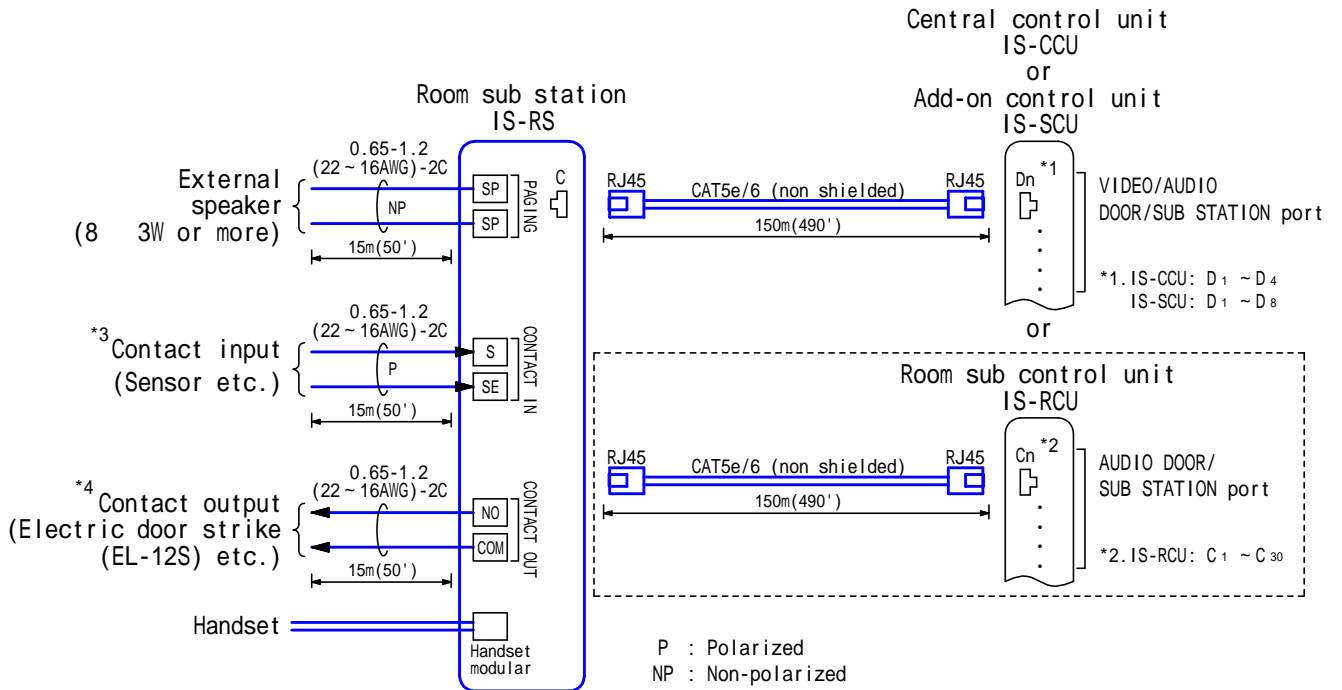 Central control unit
IS-CCU
or
Add-on control unit
IS-SCU
Room sub station
IS-RS
0.65-1.2
(22~16AWG)-2C
External
speaker
(8 3W or more)
NP
15m(50')
SP
SP
PAGING
C
RJ45
CAT5e/6 (non shielded)
RJ45
150m(490')
Dn *1
VIDEO/AUDIO
DOOR/SUB STATION port
*1.IS-CCU: D1 ~D4
IS-SCU: D1 ~D8
or
0.65-1.2
(22~16AWG)-2C
*3 Contact input
(Sensor etc.)
P
15m(50')
S
SE
CONTACT IN
Room sub control unit
IS-RCU
RJ45
CAT5e/6 (non shielded)
RJ45
150m(490')
Cn *2
AUDIO DOOR/
SUB STATION port
*2.IS-RCU: C1 ~C30
0.65-1.2
(22~16AWG)-2C
*4 Contact output
(Electric door strike
(EL-12S) etc.)
15m(50')
NO
COM
CONTACT OUT
Handset
Handset
modular
P : Polarized
NP : Non-polarized